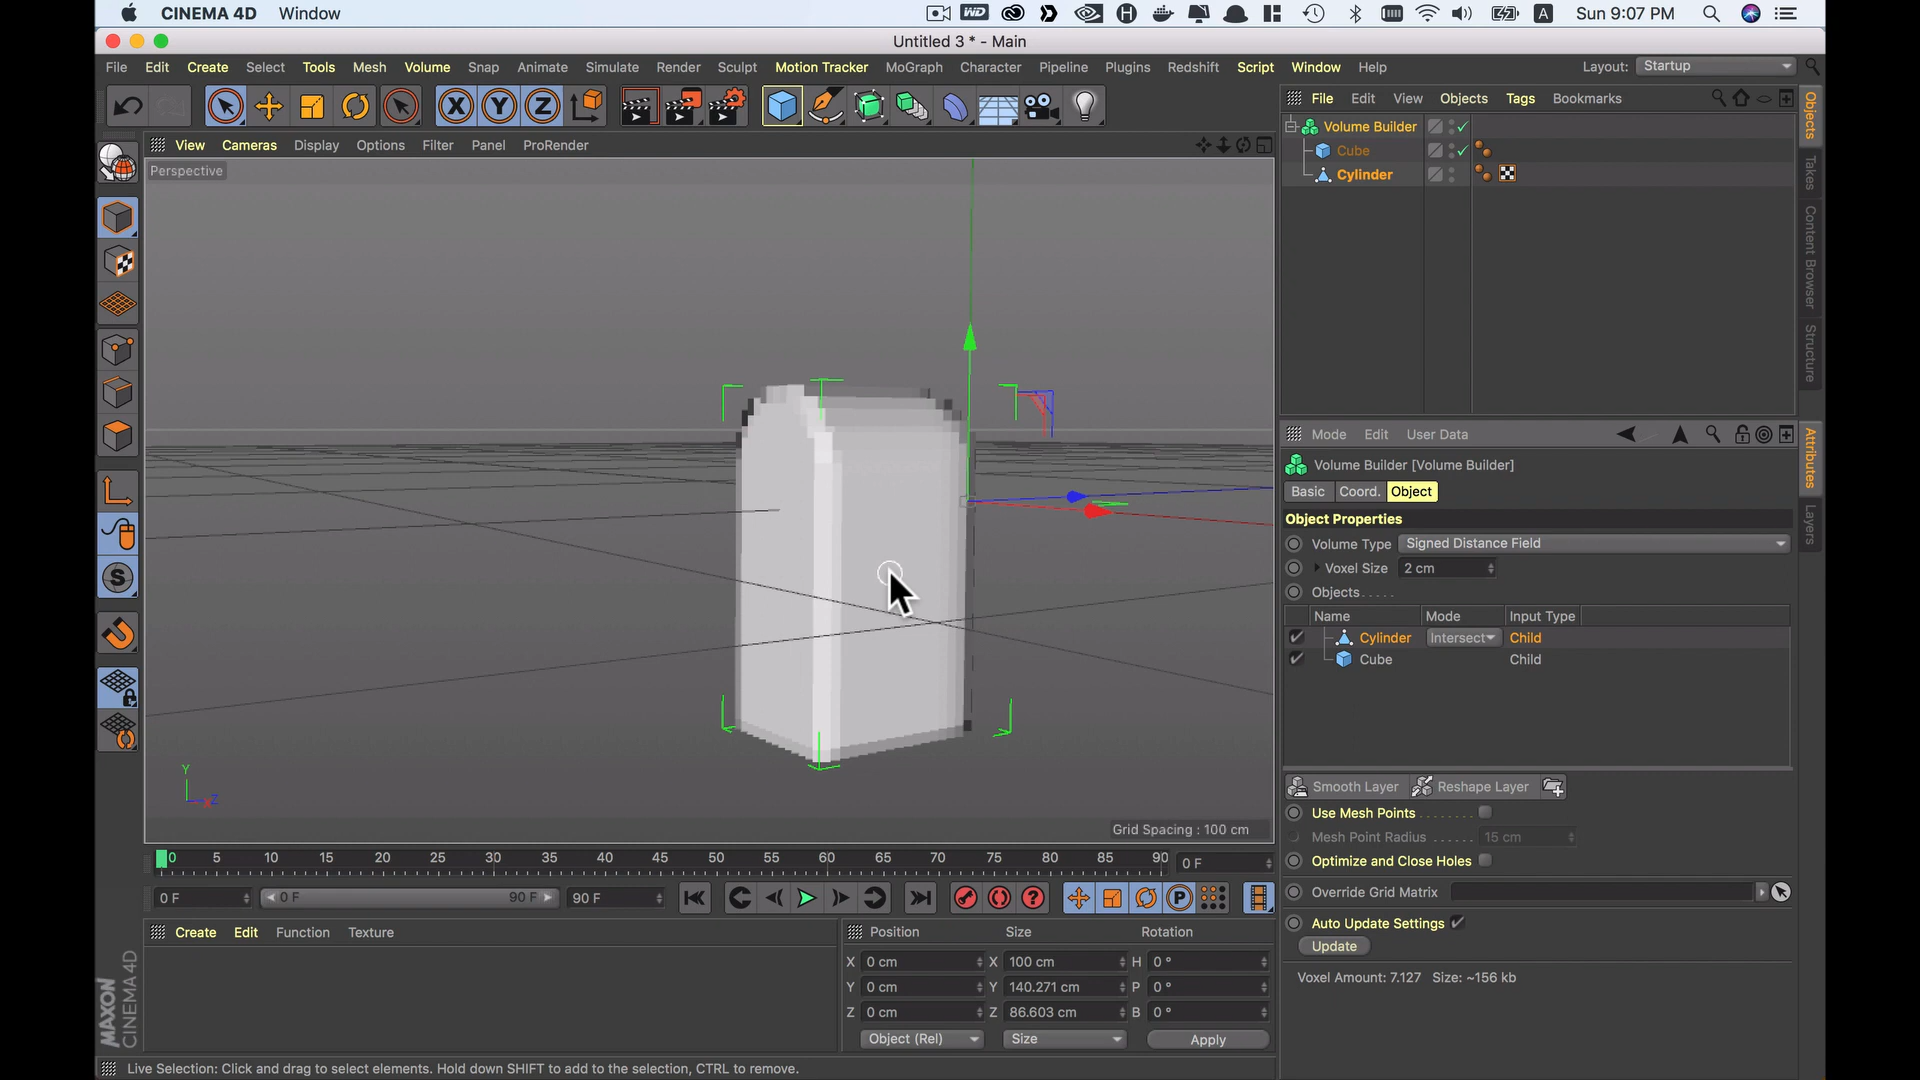 CINEMA 4D Window Sun 9:07 PM
Untitled 3 * - Main
File Edit Create Select Tools Mesh Volume Snap Animate Simulate Render Sculpt Motion Tracker MoGraph Character Pipeline Plugins Redshift Script Window Help Layout: Startup
X Y Z
File Edit View Objects Tags Bookmarks
View Cameras Display Options Filter Panel ProRender
Perspective
Volume Builder
Cube
Cylinder
Objects
Takes
Content Browser
Structure
Mode Edit User Data
Volume Builder [Volume Builder]
Basic Coord. Object
Object Properties
Volume Type Signed Distance Field
Voxel Size 2 cm
Objects . . . . .
Name Mode Input Type
Cylinder Intersect Child
Cube Child
Attributes
Layers
Smooth Layer Reshape Layer
Use Mesh Points . . . . . . . .
Mesh Point Radius . . . . . . 15 cm
Optimize and Close Holes
Override Grid Matrix
Auto Update Settings
Update
Voxel Amount: 7.127 Size: ~156 kb
Y
Z
Grid Spacing : 100 cm
0 5 10 15 20 25 30 35 40 45 50 55 60 65 70 75 80 85 90 0 F
0 F 0 F 90 F 90 F
Create Edit Function Texture
Position Size Rotation
X 0 cm X 100 cm H 0 °
Y 0 cm Y 140.271 cm P 0 °
Z 0 cm Z 86.603 cm B 0 °
Object (Rel) Size Apply
MAXON
CINEMA 4D
Live Selection: Click and drag to select elements. Hold down SHIFT to add to the selection, CTRL to remove.